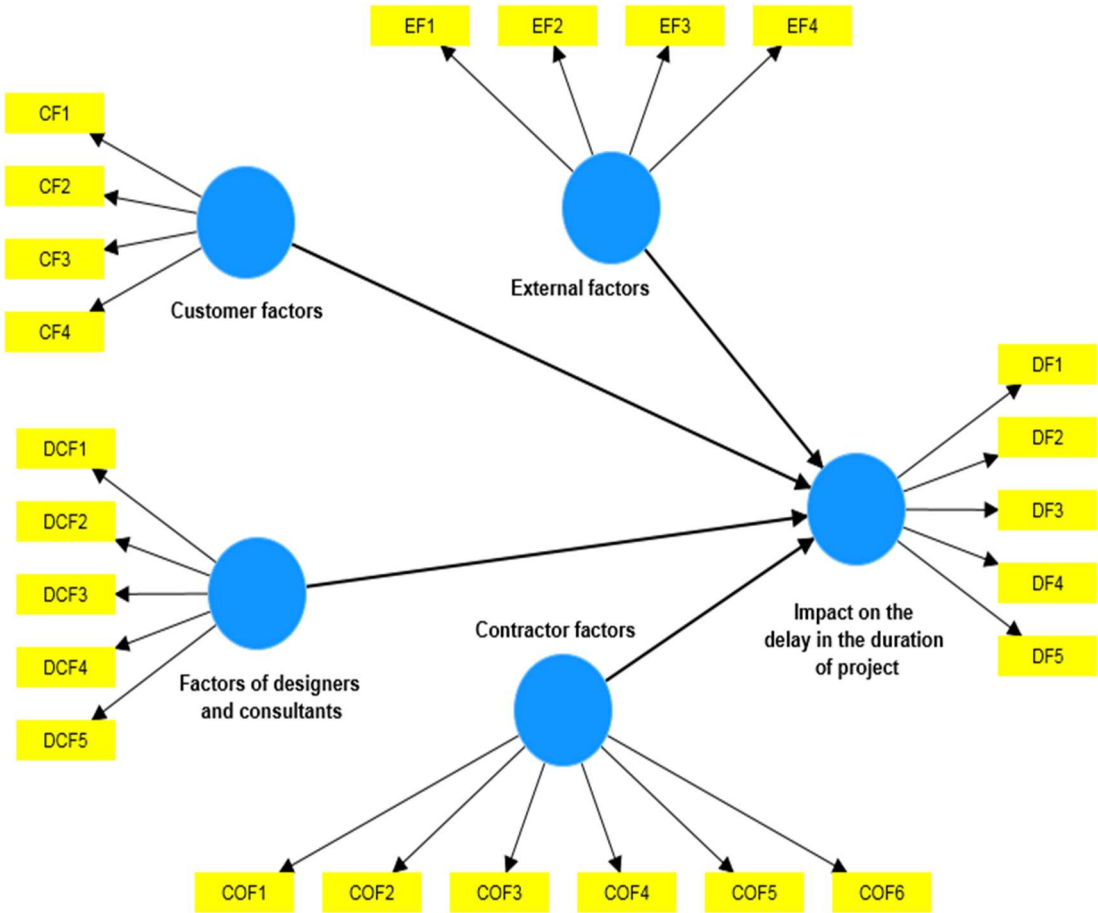 EF1
EF2
EF3
EF4
CF1
CF2
CF3
CF4
Customer factors
External factors
DF1
DF2
DF3
DF4
DF5
Impact on the
delay in the duration
of project
DCF1
DCF2
DCF3
DCF4
DCF5
Factors of designers
and consultants
Contractor factors
COF1
COF2
COF3
COF4
COF5
COF6